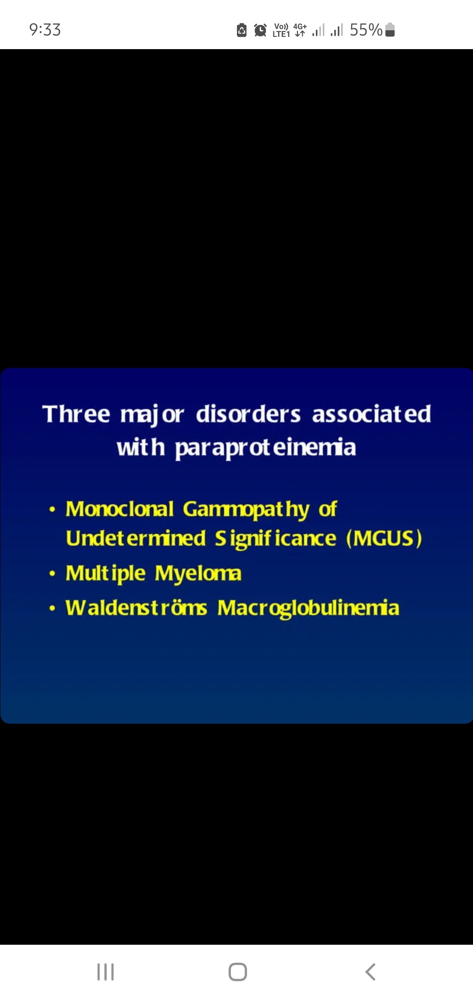 9:33
Vo)) 4G+
LTE1
55%
Three major disorders associated
with paraproteinemia
• Monoclonal Gammopathy of
Undetermined Significance (MGUS)
• Multiple Myeloma
• Waldenströms Macroglobulinemia